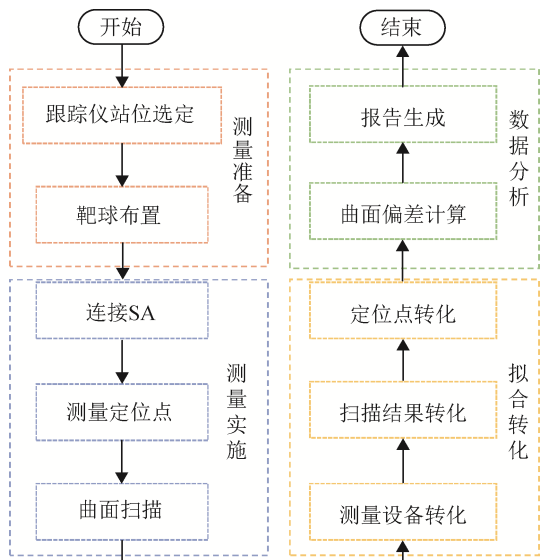 开始
跟踪仪站位选定
靶球布置
测量准备
连接SA
测量定位点
曲面扫描
测量实施
测量设备转化
扫描结果转化
定位点转化
拟合转化
曲面偏差计算
报告生成
数据分析
结束